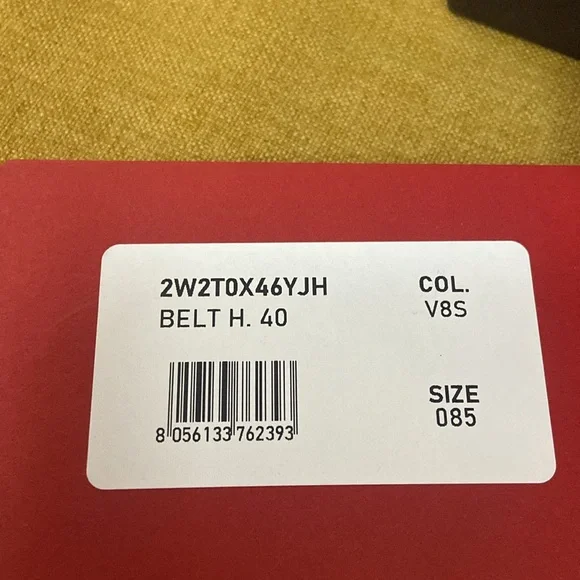 2W2T0X46YJH
BELT H. 40
COL.
V8S
8 056133 762393
SIZE
085